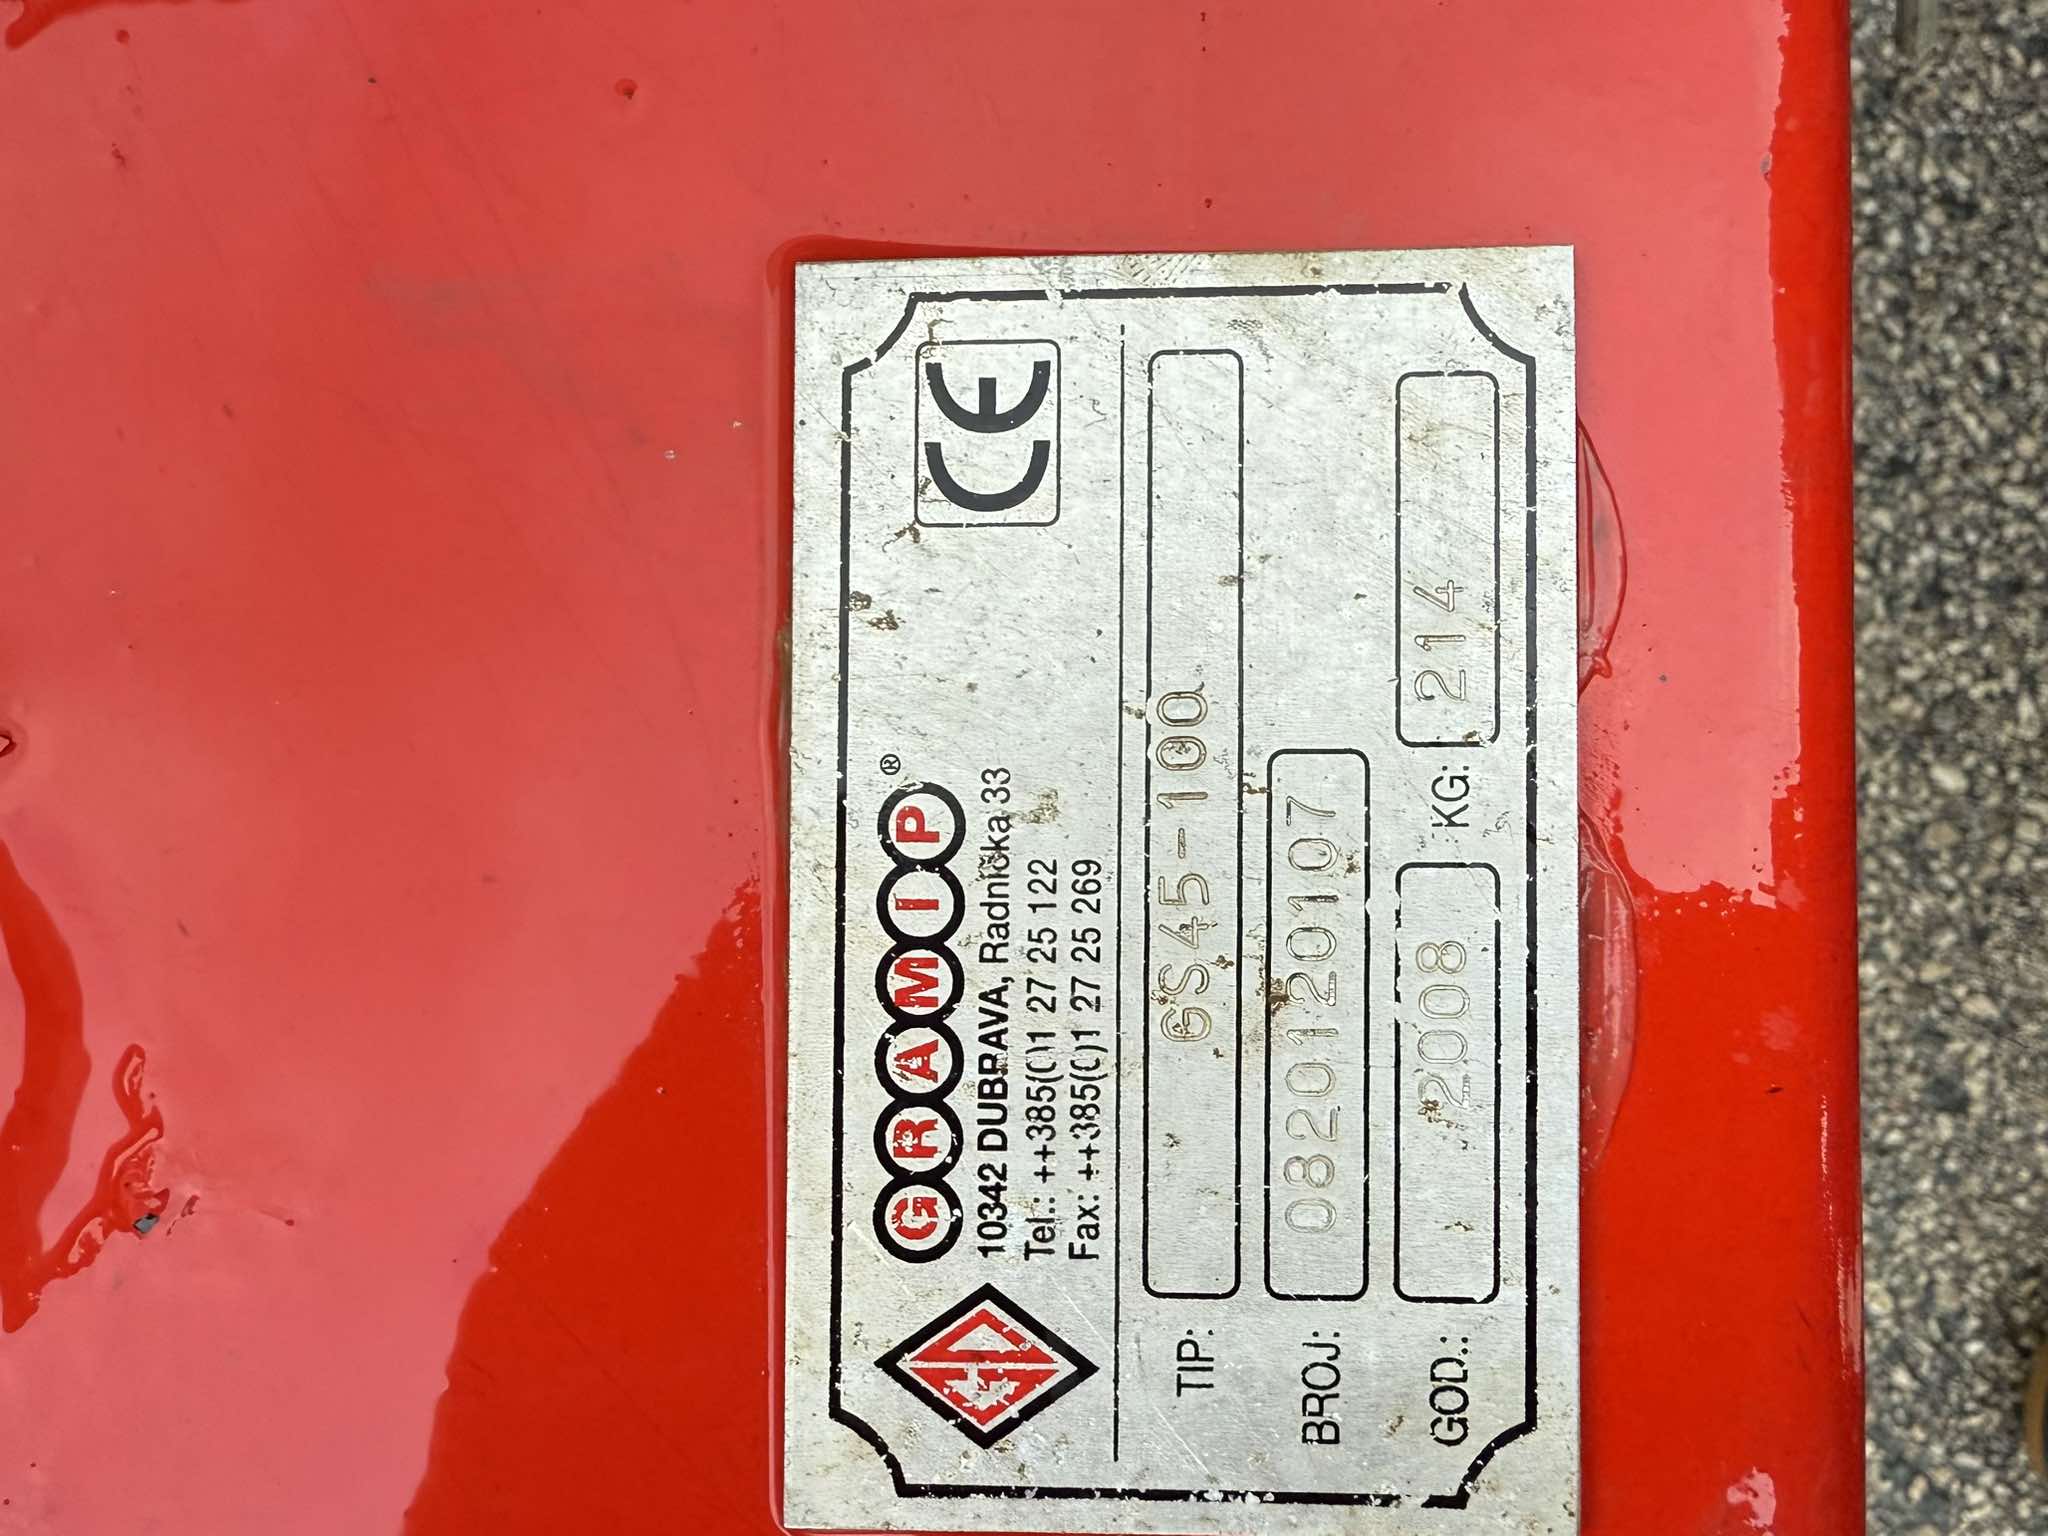 GRAMIP®
CE
10342 DUBRAVA, Radnička 33
Tel.: ++385(0)1 27 25 122
Fax: ++385(0)1 27 25 269
TIP: GS45-100
BROJ: 0820120107
GOD.: 2008 KG: 214